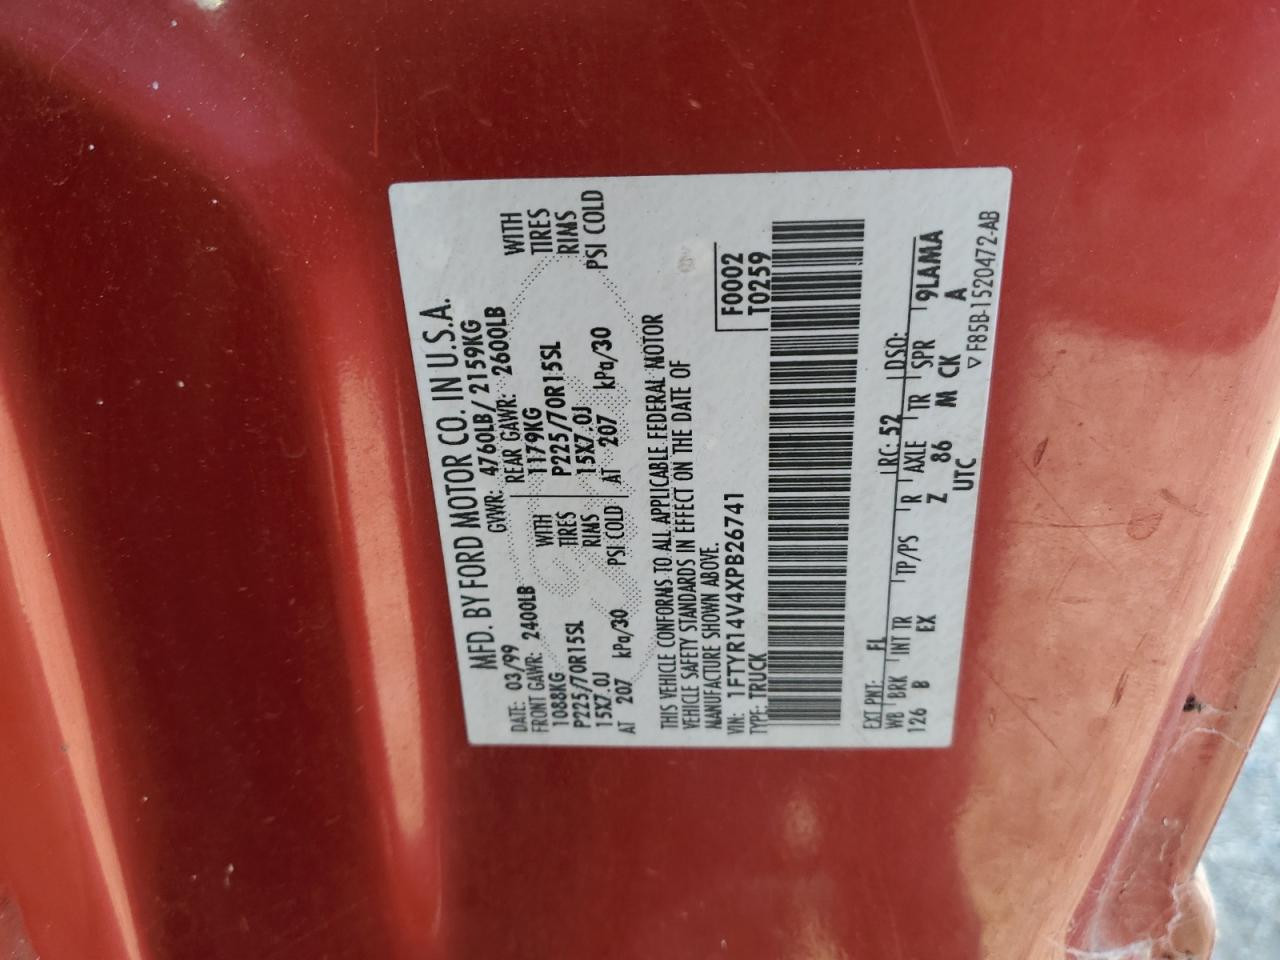 MFD. BY FORD MOTOR CO. IN U.S.A.
DATE: 03/99 GVWR: 4760LB/2159KG
FRONT GAWR: 2400LB REAR GAWR: 2600LB
1088KG WITH 1179KG WITH
P225/70R15SL TIRES P225/70R15SL TIRES
15X7.0J RIMS 15X7.0J RIMS
AT 207 kPa/30 PSI COLD AT 207 kPa/30 PSI COLD
THIS VEHICLE CONFORMS TO ALL APPLICABLE FEDERAL MOTOR
VEHICLE SAFETY STANDARDS IN EFFECT ON THE DATE OF
MANUFACTURE SHOWN ABOVE.
VIN: 1FTYR14V4XPB26741 F0002
TYPE: TRUCK T0259
EXT PNT: FL RC: 52 DSO:
WB BRK INT TR TP/PS R AXLE TR SPR 9LAMA
126 B EX Z 86 M CK A
UTC
▽ F85B-1520472-AB